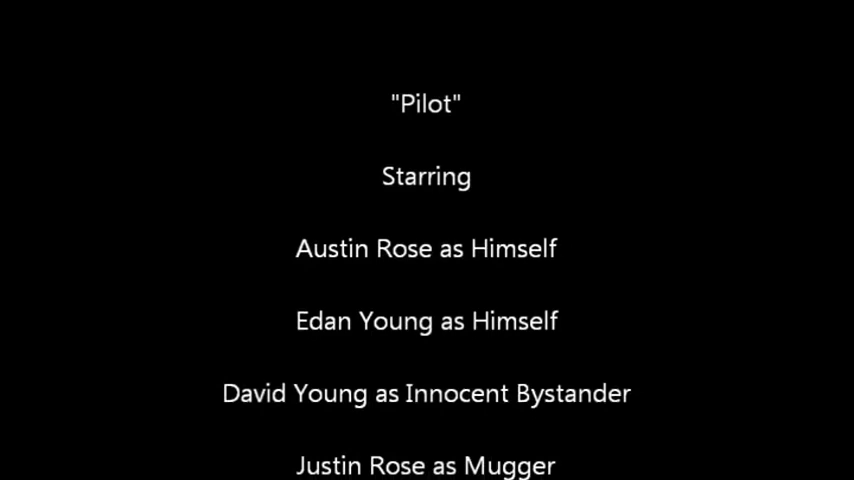 "Pilot"
Starring
Austin Rose as Himself
Edan Young as Himself
David Young as Innocent Bystander
Justin Rose as Mugger